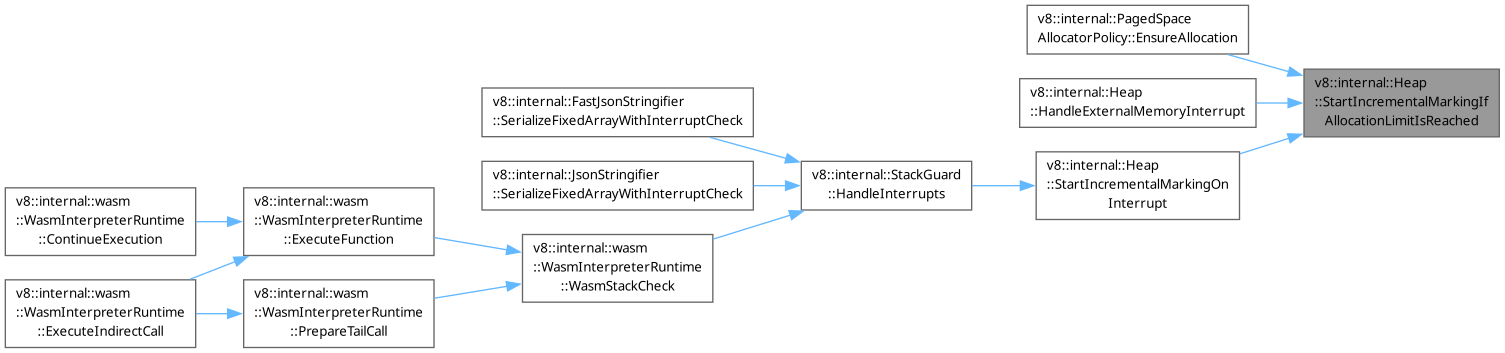 v8::internal::PagedSpace
AllocatorPolicy::EnsureAllocation
v8::internal::Heap
::StartIncrementalMarkingIf
AllocationLimitIsReached
v8::internal::Heap
::HandleExternalMemoryInterrupt
v8::internal::FastJsonStringifier
::SerializeFixedArrayWithInterruptCheck
v8::internal::Heap
::StartIncrementalMarkingOn
Interrupt
v8::internal::StackGuard
::HandleInterrupts
v8::internal::JsonStringifier
::SerializeFixedArrayWithInterruptCheck
v8::internal::wasm
::WasmInterpreterRuntime
::ContinueExecution
v8::internal::wasm
::WasmInterpreterRuntime
::ExecuteFunction
v8::internal::wasm
::WasmInterpreterRuntime
::WasmStackCheck
v8::internal::wasm
::WasmInterpreterRuntime
::ExecuteIndirectCall
v8::internal::wasm
::WasmInterpreterRuntime
::PrepareTailCall